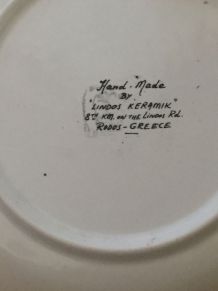 Hand Made
BY
"LINDOS KERAMIK"
8TH KM. ON THE LINDOS Rd.
RODOS - GREECE